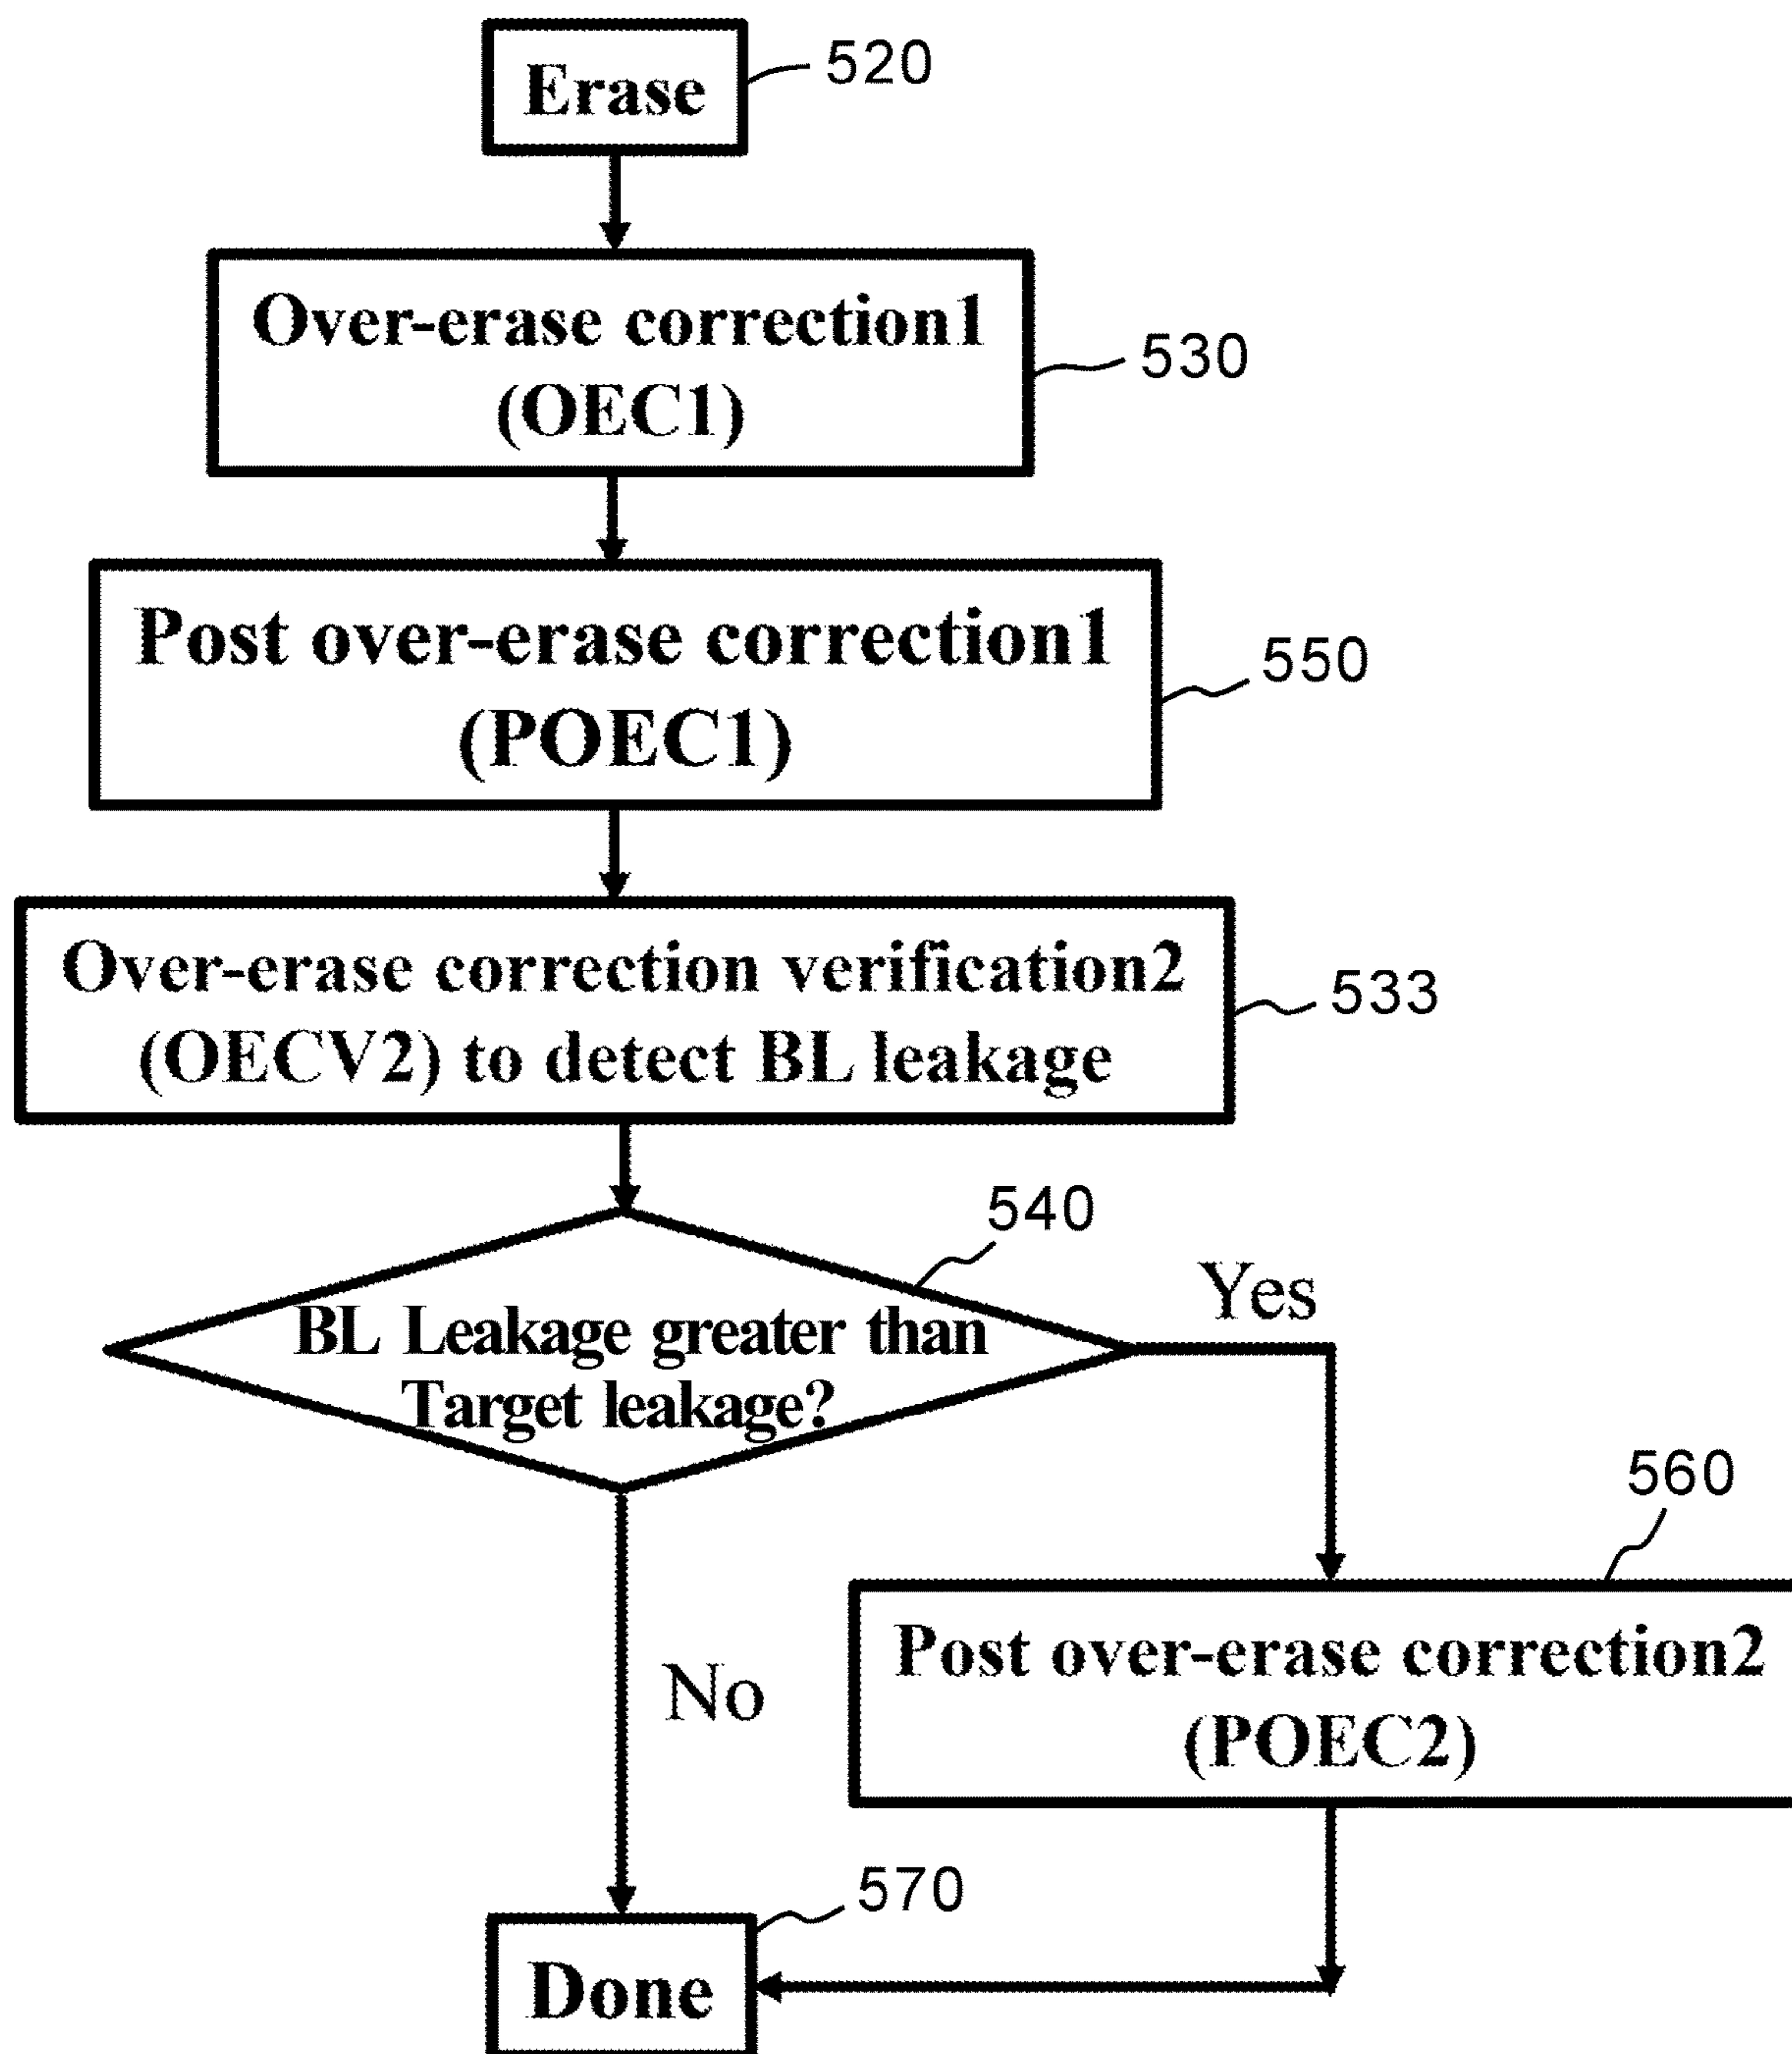 Erase
520
Over-erase correction1
(OEC1)
530
Post over-erase correction1
(POEC1)
550
Over-erase correction verification2
(OECV2) to detect BL leakage
533
540
BL Leakage greater than
Target leakage?
Yes
560
Post over-erase correction2
(POEC2)
No
570
Done